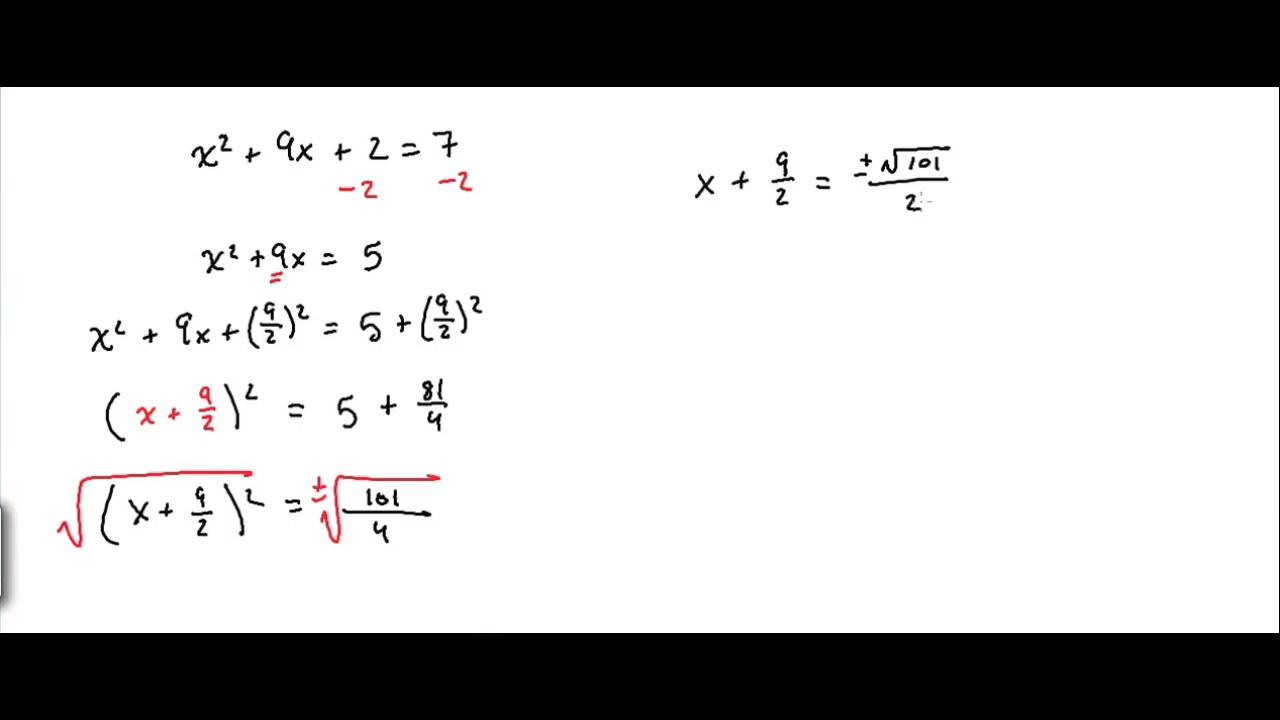 x² + 9x + 2 = 7
-2 -2
x² + 9x = 5
x² + 9x + (9/2)² = 5 + (9/2)²
(x + 9/2)² = 5 + 81/4
√(x + 9/2)² = ±√101/4
x + 9/2 = ±√101/2